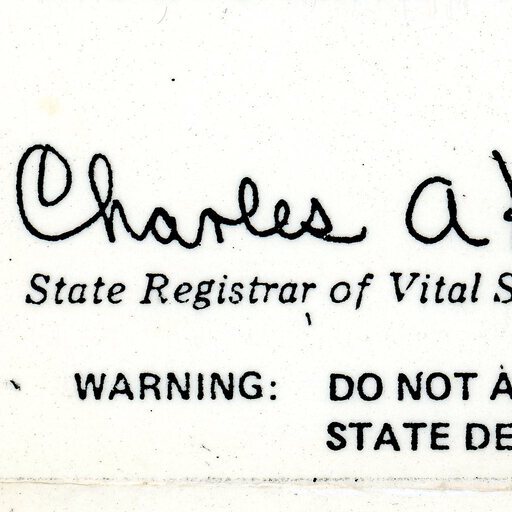 Charles A
State Registrar of Vital S
WARNING: DO NOT A
STATE DE